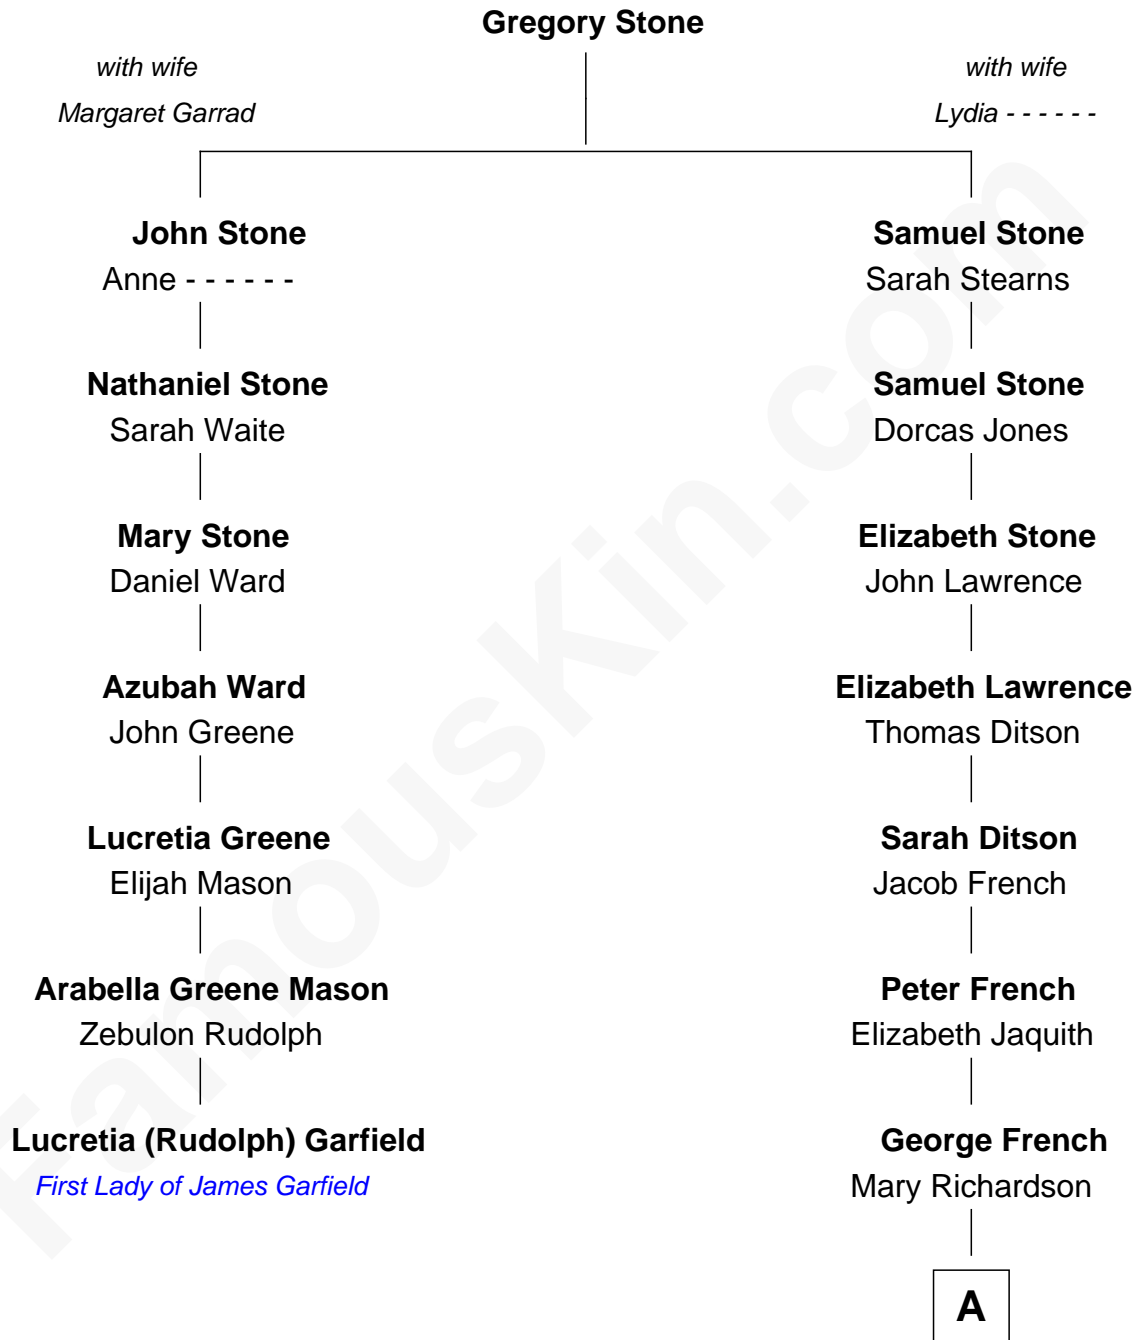 Gregory Stone
with wife
Margaret Garrad
with wife
Lydia - - - - - -
John Stone
Anne - - - - - -
Samuel Stone
Sarah Stearns
Nathaniel Stone
Sarah Waite
Samuel Stone
Dorcas Jones
Mary Stone
Daniel Ward
Elizabeth Stone
John Lawrence
Azubah Ward
John Greene
Elizabeth Lawrence
Thomas Ditson
Lucretia Greene
Elijah Mason
Sarah Ditson
Jacob French
Arabella Greene Mason
Zebulon Rudolph
Peter French
Elizabeth Jaquith
Lucretia (Rudolph) Garfield
First Lady of James Garfield
George French
Mary Richardson
A
FamousKin.com